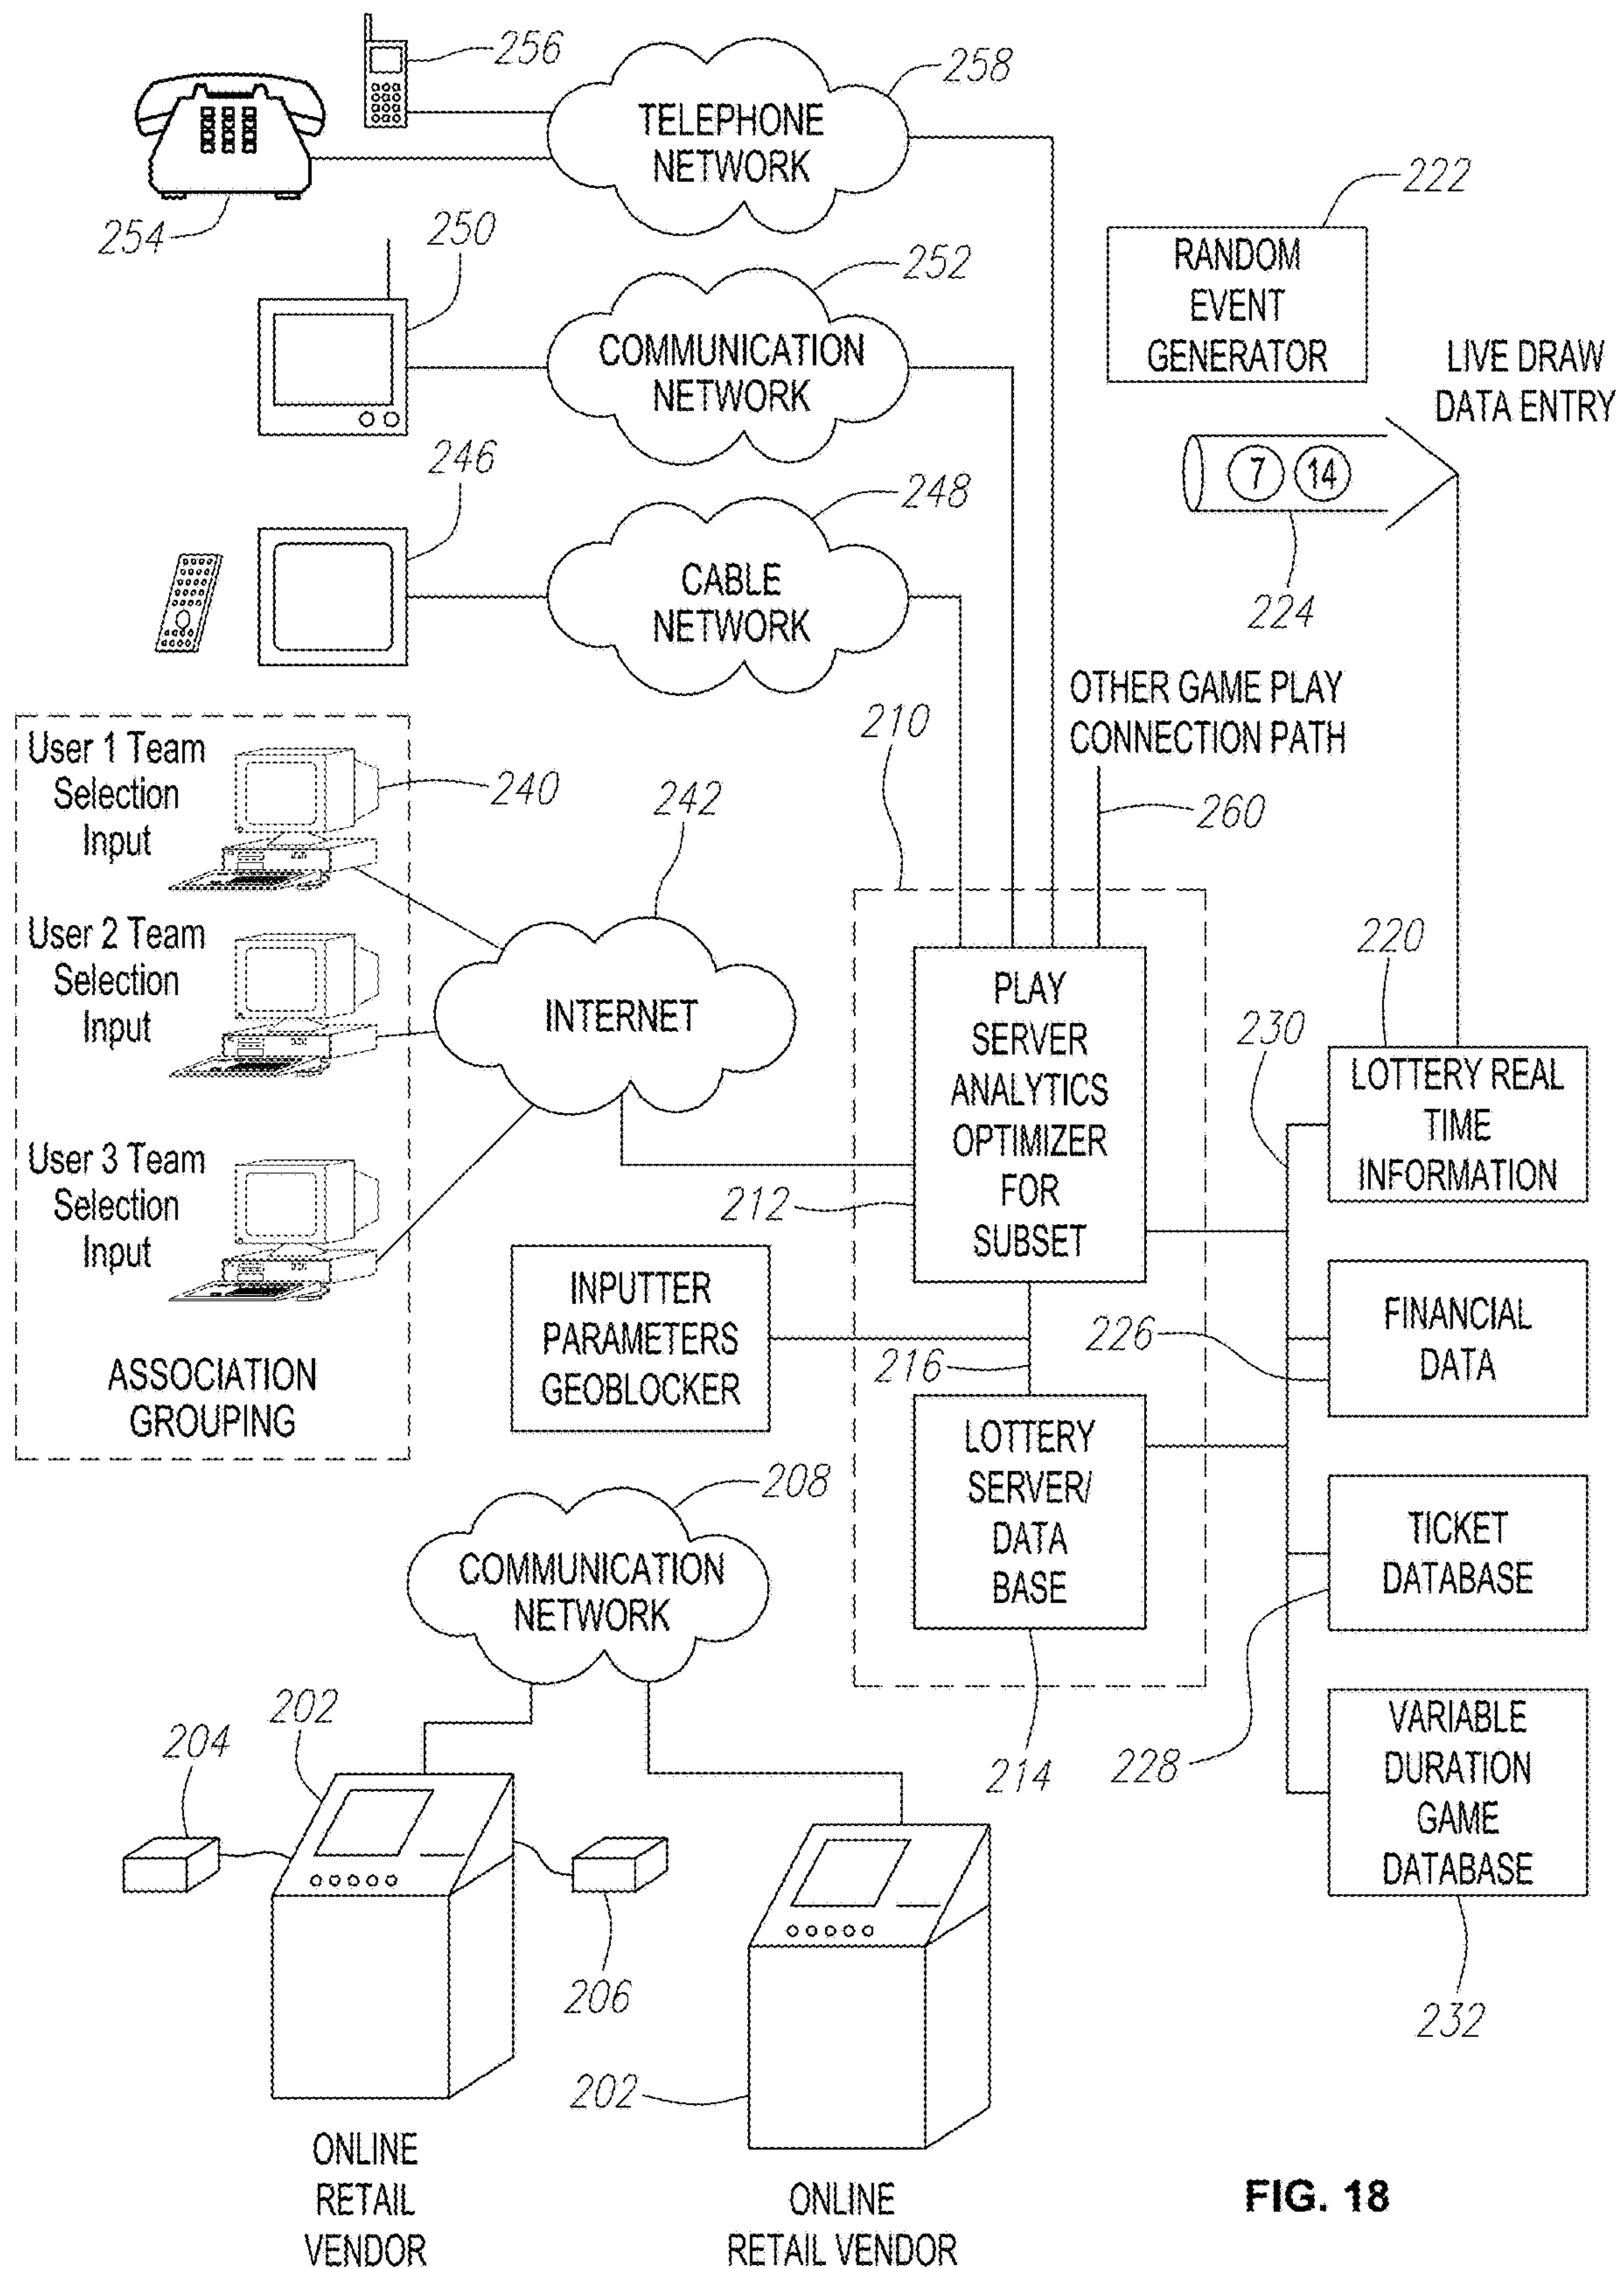 256
258
TELEPHONE
NETWORK
254
222
RANDOM
EVENT
GENERATOR
250
252
COMMUNICATION
NETWORK
LIVE DRAW
DATA ENTRY
7 14
224
246
248
CABLE
NETWORK
OTHER GAME PLAY
CONNECTION PATH
210
260
User 1 Team
Selection
Input
240
242
User 2 Team
Selection
Input
INTERNET
User 3 Team
Selection
Input
ASSOCIATION
GROUPING
PLAY
SERVER
ANALYTICS
OPTIMIZER
FOR
SUBSET
212
220
230
LOTTERY REAL
TIME
INFORMATION
INPUTTER
PARAMETERS
GEOBLOCKER
216
226
FINANCIAL
DATA
LOTTERY
SERVER/
DATA
BASE
214
TICKET
DATABASE
228
VARIABLE
DURATION
GAME
DATABASE
232
208
COMMUNICATION
NETWORK
202
204
206
202
ONLINE
RETAIL
VENDOR
ONLINE
RETAIL VENDOR
FIG. 18